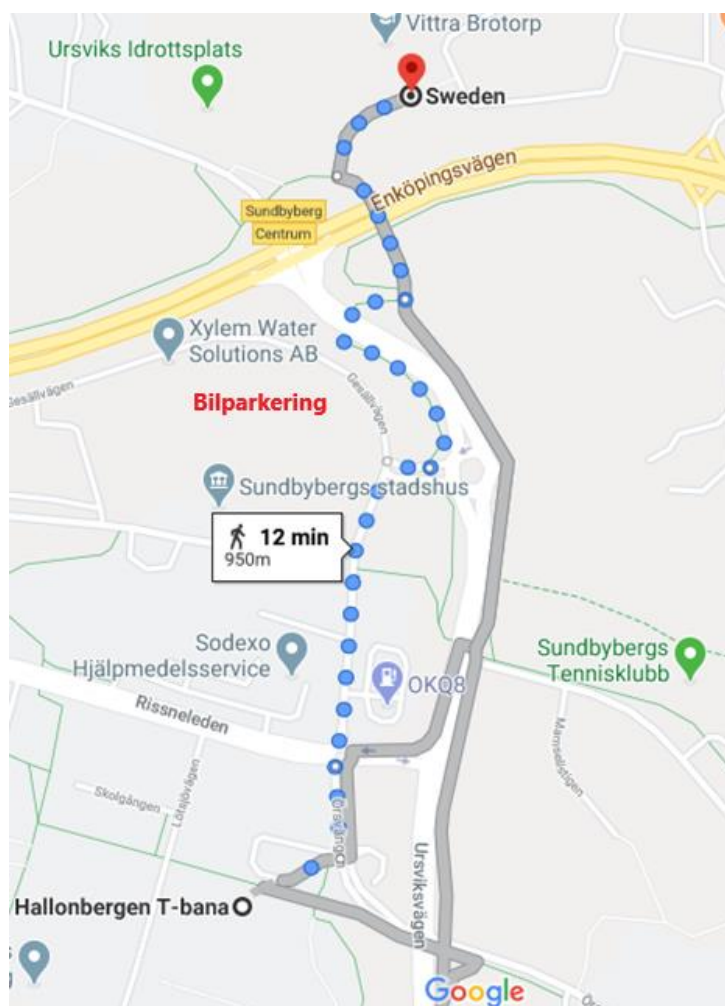 Vittra Brotorp
Ursviks Idrottsplats
Sweden
Enköpingsvägen
Sundbyberg
Centrum
Xylem Water
Solutions AB
Gesällvägen
Gesällvägen
Bilparkering
Sundbybergs stadshus
12 min
950m
Sodexo
Hjälpmedelsservice
OKQ8
Sundbybergs
Tennisklubb
Rissneleden
Skolgången
Lötsjövägen
Ursviksvägen
Hallonbergen T-bana
Google